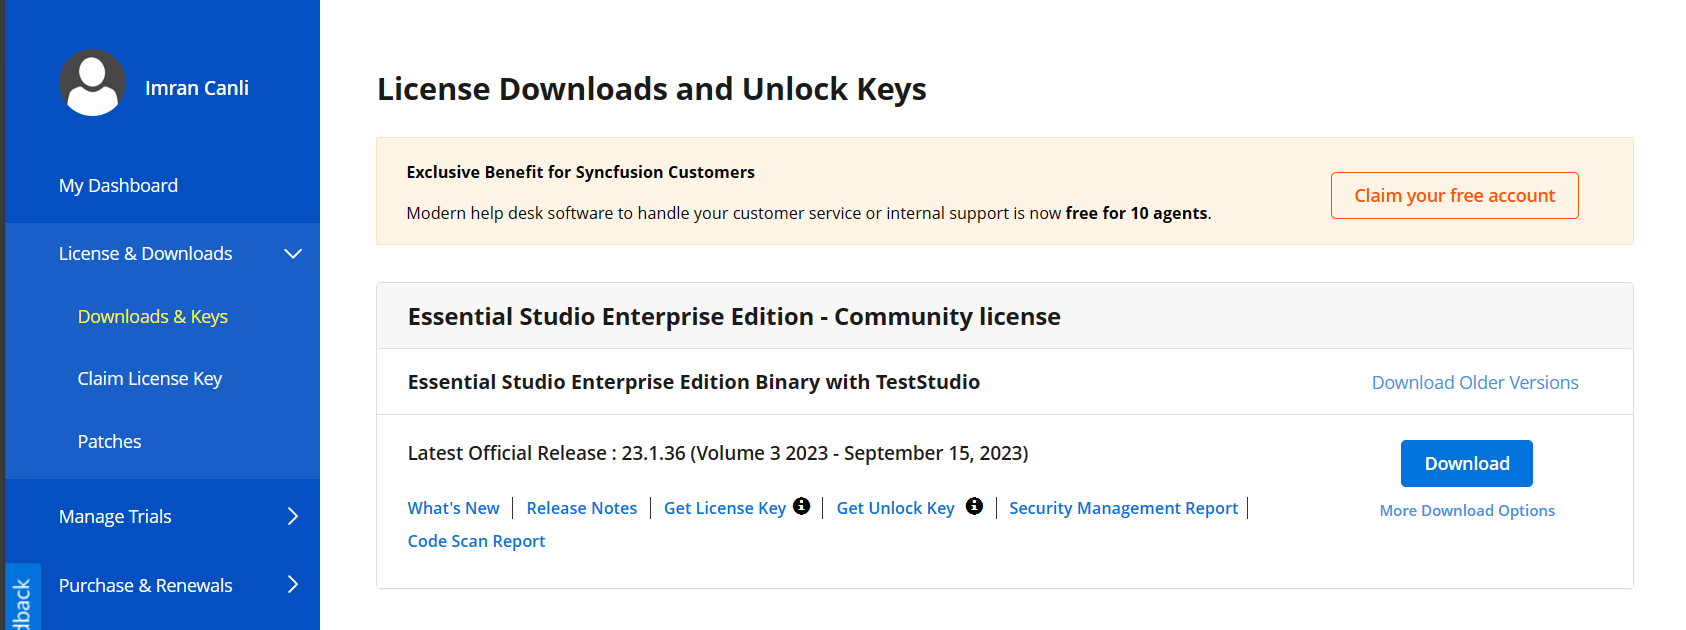 Imran Canli
My Dashboard
License & Downloads
Downloads & Keys
Claim License Key
Patches
Manage Trials
Purchase & Renewals
dback
License Downloads and Unlock Keys
Exclusive Benefit for Syncfusion Customers
Modern help desk software to handle your customer service or internal support is now free for 10 agents.
Claim your free account
Essential Studio Enterprise Edition - Community license
Essential Studio Enterprise Edition Binary with TestStudio
Download Older Versions
Latest Official Release : 23.1.36 (Volume 3 2023 - September 15, 2023)
Download
What's New | Release Notes | Get License Key | Get Unlock Key | Security Management Report |
More Download Options
Code Scan Report